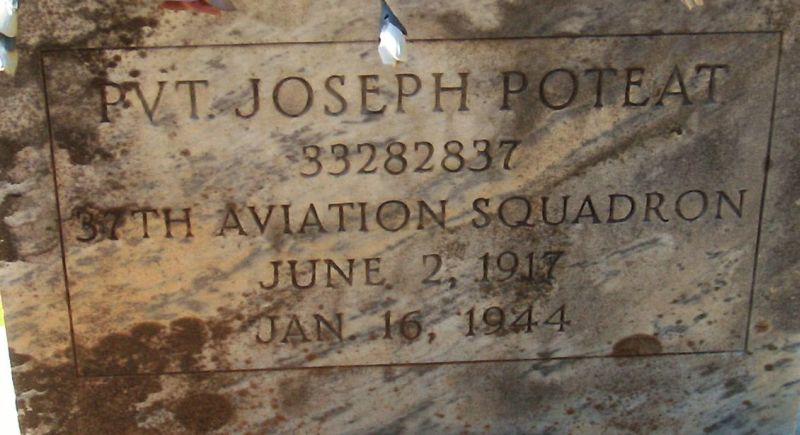 PVT. JOSEPH POTEAT
33282837
37TH AVIATION SQUADRON
JUNE 2, 1917
JAN. 16, 1944